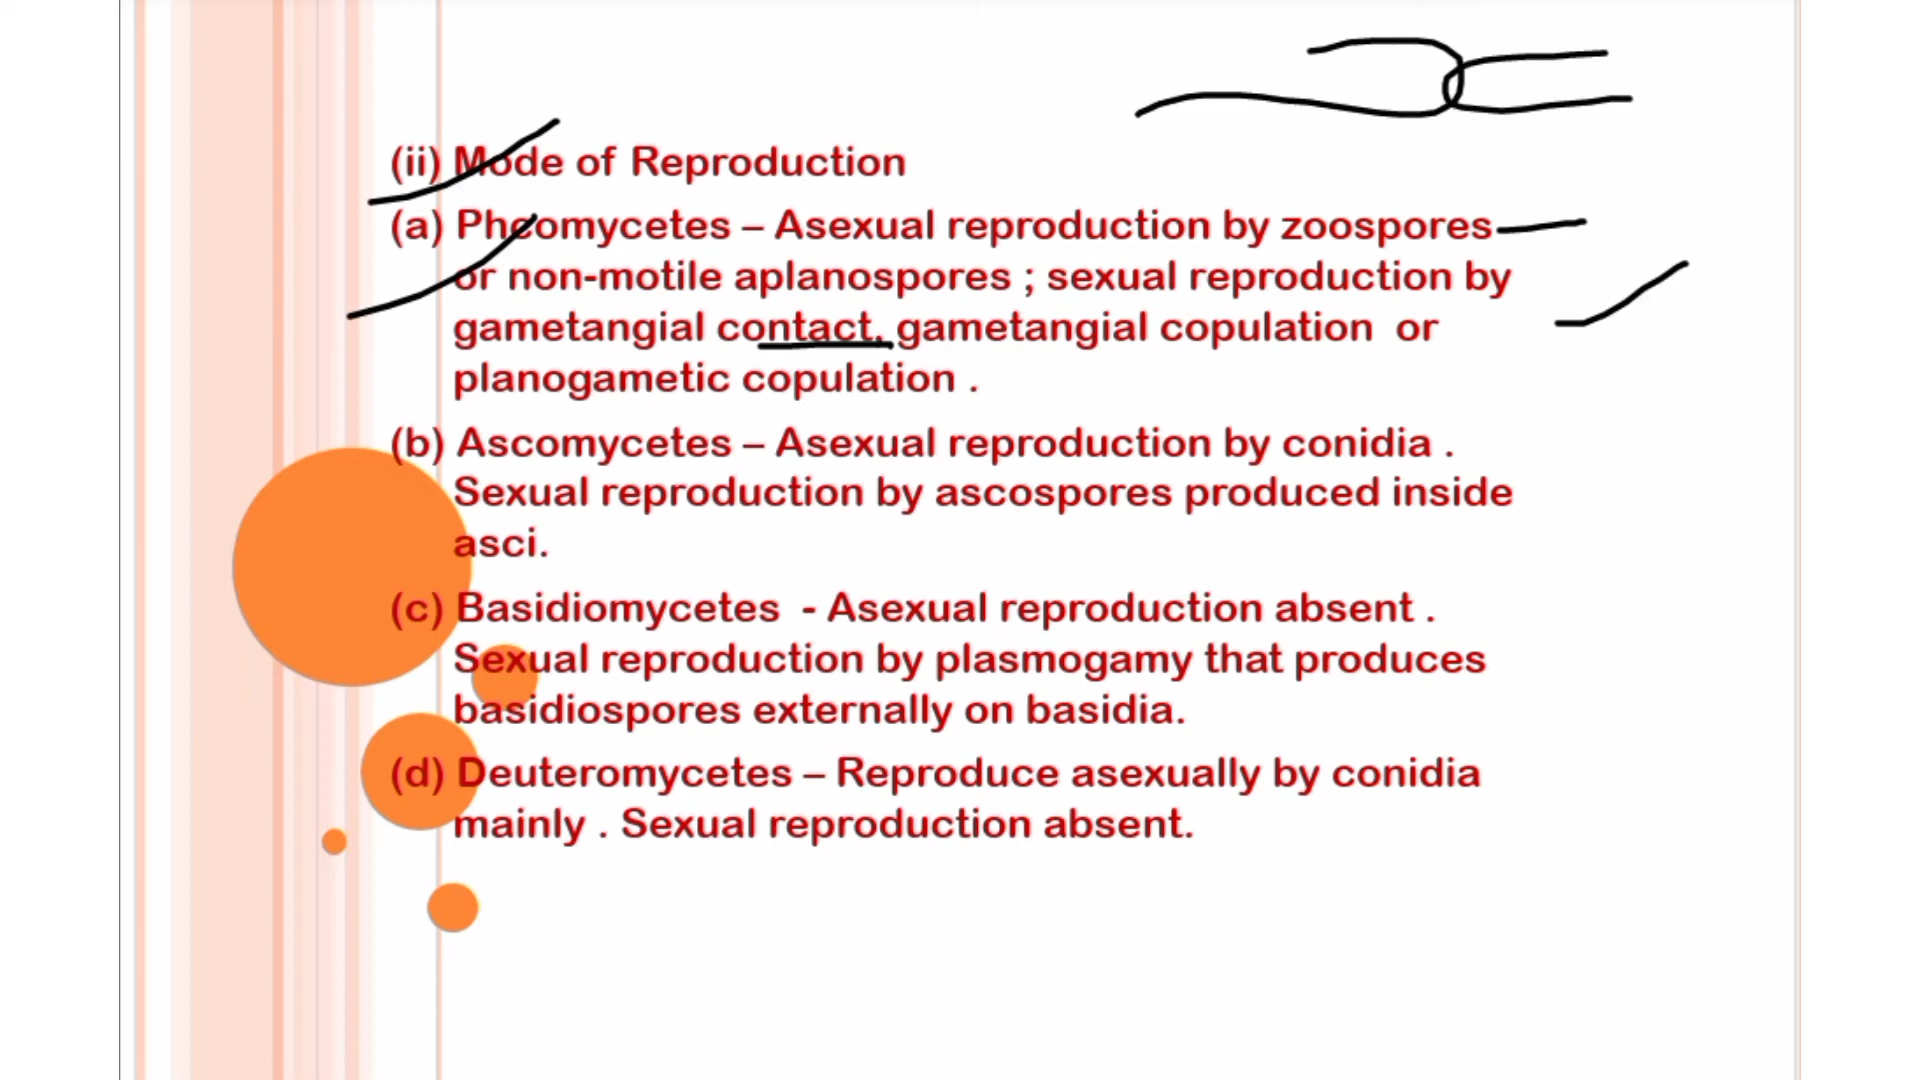 (ii) Mode of Reproduction
(a) Phcomycetes – Asexual reproduction by zoospores
or non-motile aplanospores ; sexual reproduction by
gametangial contact, gametangial copulation or
planogametic copulation .
(b) Ascomycetes – Asexual reproduction by conidia .
Sexual reproduction by ascospores produced inside
asci.
(c) Basidiomycetes - Asexual reproduction absent .
Sexual reproduction by plasmogamy that produces
basidiospores externally on basidia.
(d) Deuteromycetes – Reproduce asexually by conidia
mainly . Sexual reproduction absent.